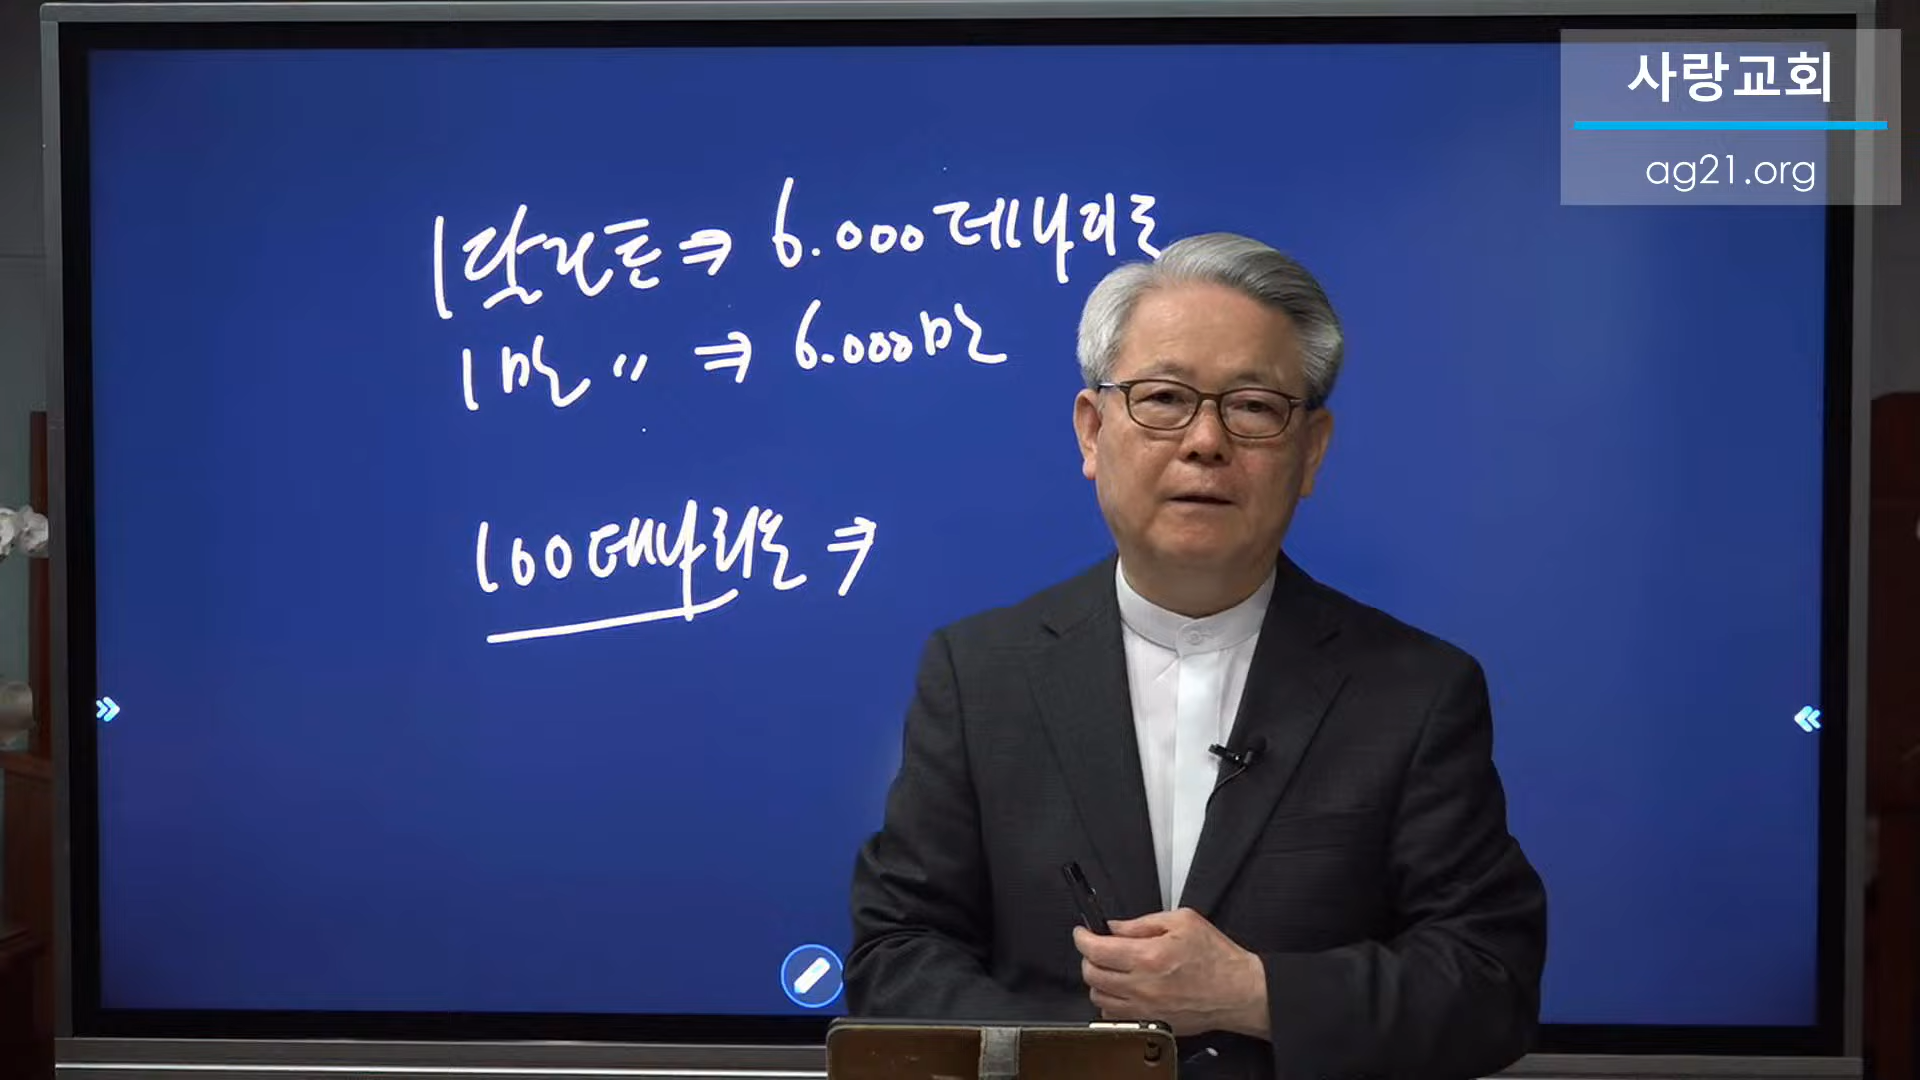 사랑교회
ag21.org
1달란트 ⇒ 6.000데나리온
1만 〃 ⇒ 6.000만
100데나리온 ⇒